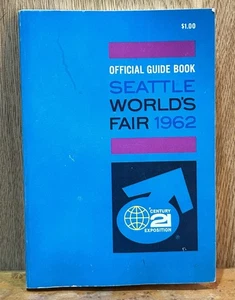 $1.00
OFFICIAL GUIDE BOOK
SEATTLE
WORLD'S
FAIR 1962
CENTURY
21
EXPOSITION